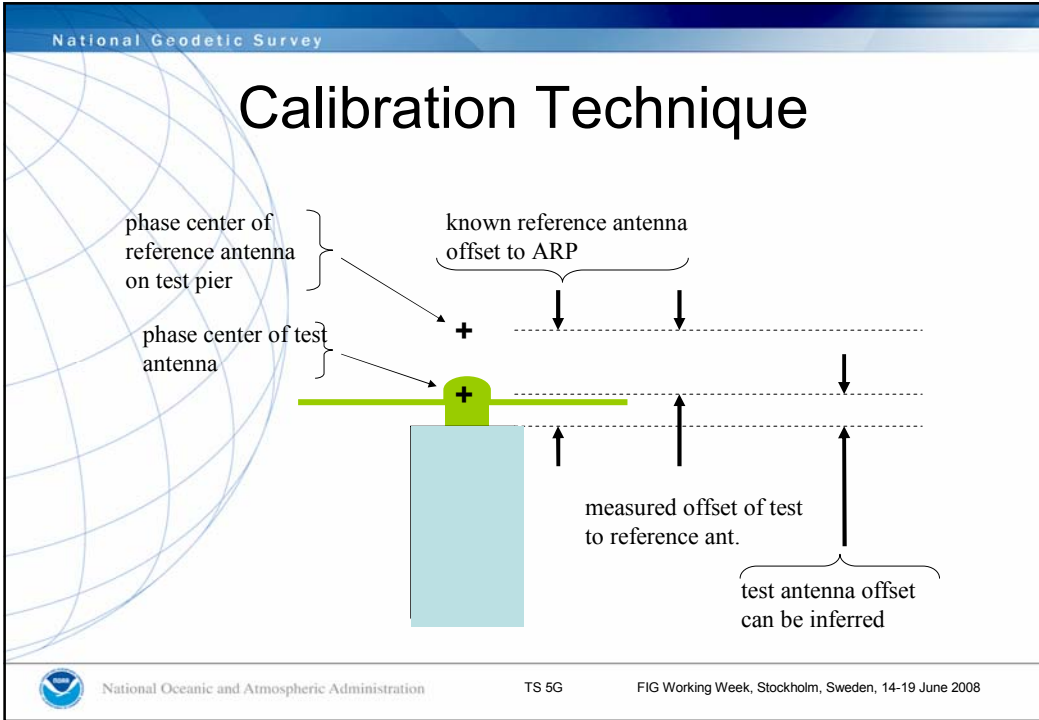 National Geodetic Survey
Calibration Technique
phase center of
reference antenna
on test pier
known reference antenna
offset to ARP
phase center of test
antenna
measured offset of test
to reference ant.
test antenna offset
can be inferred
National Oceanic and Atmospheric Administration
TS 5G
FIG Working Week, Stockholm, Sweden, 14-19 June 2008